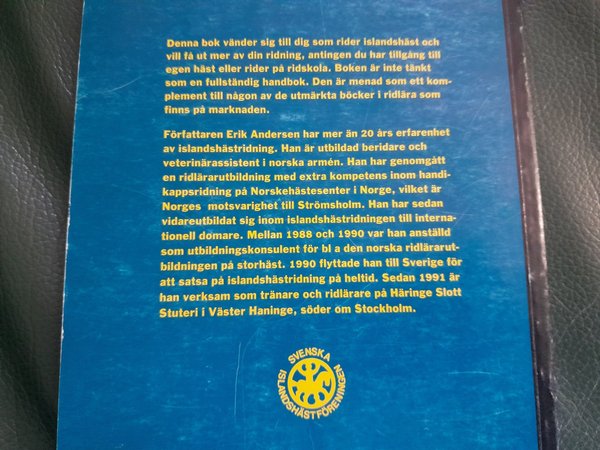 Denna bok vänder sig till dig som rider islandshäst och
vill få ut mer av din ridning, antingen du har tillgång till
egen häst eller rider på ridskola. Boken är inte tänkt
som en fullständig handbok. Den är menad som ett kom-
plement till någon av de utmärkta böcker i ridlära som
finns på marknaden.
Författaren Erik Andersen har mer än 20 års erfarenhet
av islandshästridning. Han är utbildad beridare och
veterinärassistent i norska armén. Han har genomgått
en ridlärarutbildning med extra kompetens inom handi-
kappsridning på Norskehästesenter i Norge, vilket är
Norges motsvarighet till Strömsholm. Han har sedan
vidareutbildat sig inom islandshästridningen till interna-
tionell domare. Mellan 1988 och 1990 var han anställd
som utbildningskonsulent för bl a den norska ridlärarut-
bildningen på storhäst. 1990 flyttade han till Sverige för
att satsa på islandshästridning på heltid. Sedan 1991 är
han verksam som tränare och ridlärare på Häringe Slott
Stuteri i Väster Haninge, söder om Stockholm.
SVENSKA
ISLANDSHÄSTFÖRENINGEN